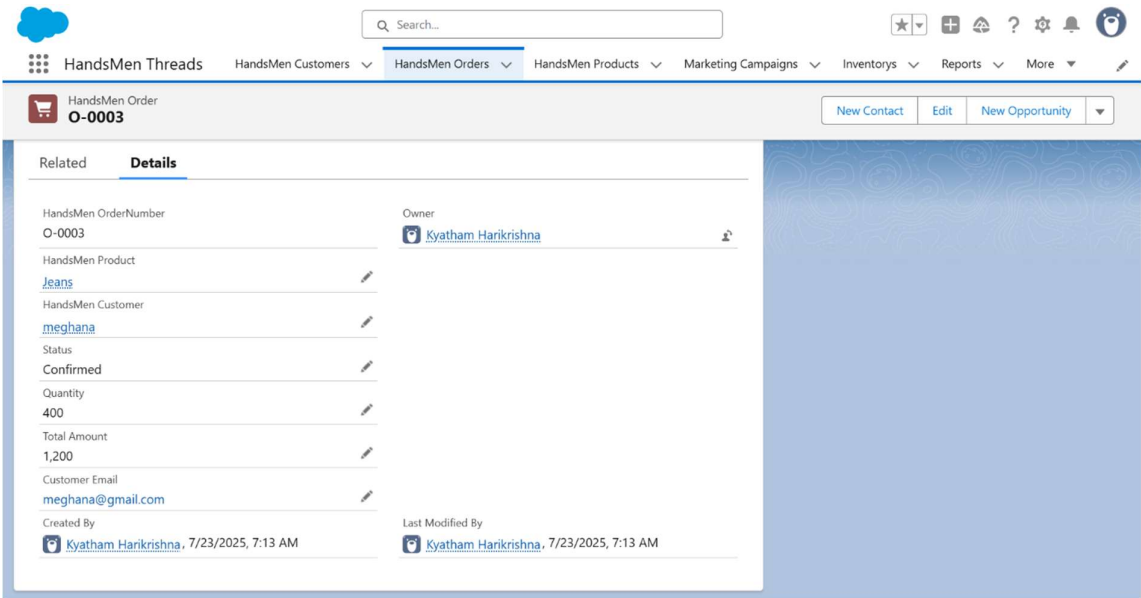 Search...
HandsMen Threads HandsMen Customers HandsMen Orders HandsMen Products Marketing Campaigns Inventorys Reports More
HandsMen Order
O-0003
New Contact Edit New Opportunity
Related Details
HandsMen OrderNumber
O-0003
Owner
Kyatham Harikrishna
HandsMen Product
Jeans
HandsMen Customer
meghana
Status
Confirmed
Quantity
400
Total Amount
1,200
Customer Email
meghana@gmail.com
Created By
Kyatham Harikrishna, 7/23/2025, 7:13 AM
Last Modified By
Kyatham Harikrishna, 7/23/2025, 7:13 AM